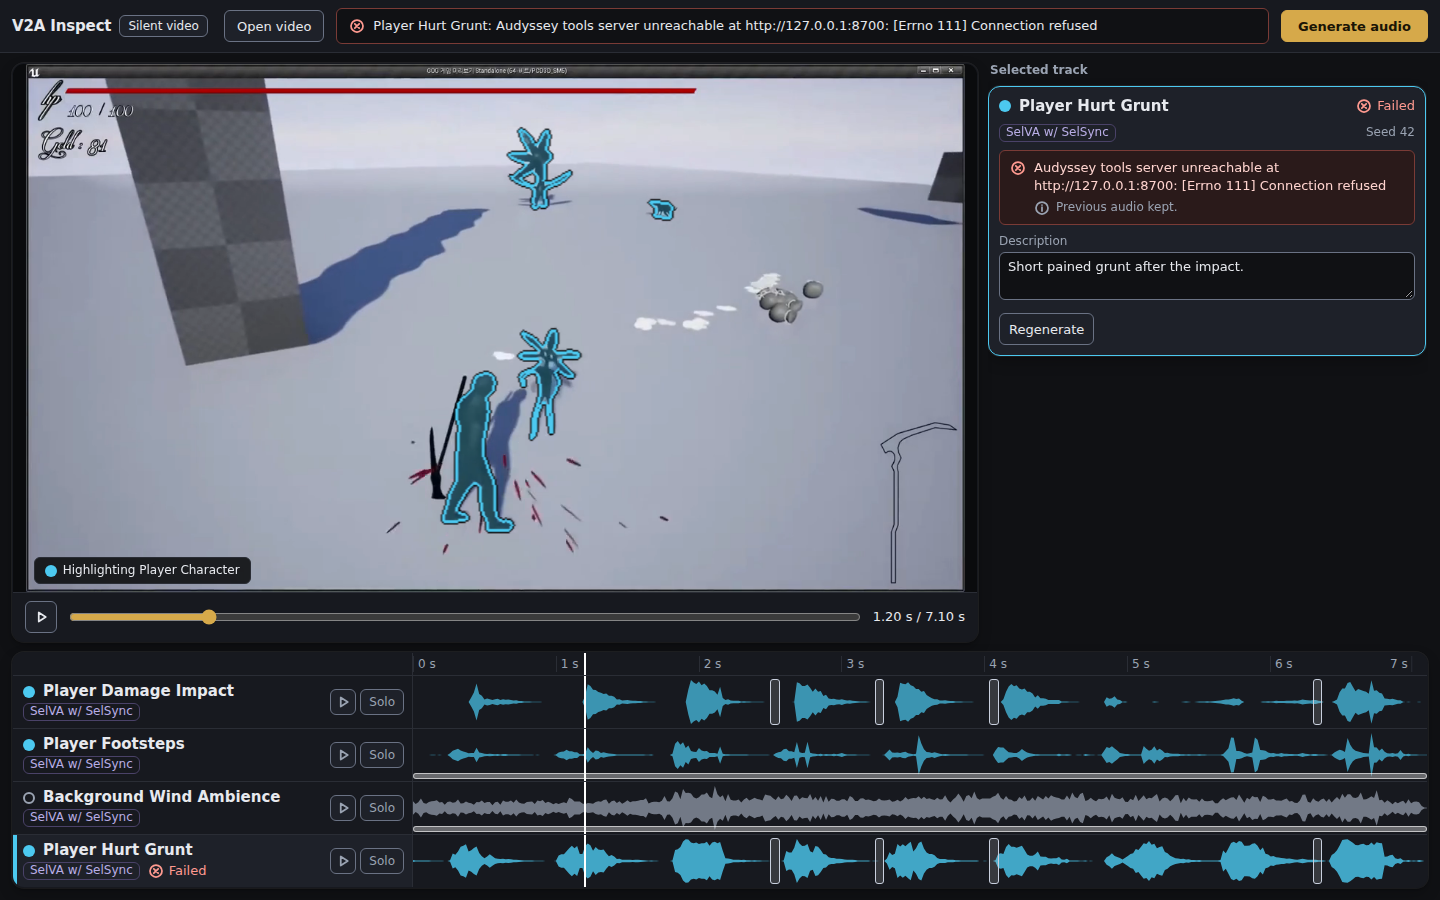 V2A Inspect
Silent video
Open video
Player Hurt Grunt: Audyssey tools server unreachable at http://127.0.0.1:8700: [Errno 111] Connection refused
Generate audio
hp
100 / 100
Gold : 84
Highlighting Player Character
1.20 s / 7.10 s
Selected track
Player Hurt Grunt
Failed
SelVA w/ SelSync
Seed 42
Audyssey tools server unreachable at
http://127.0.0.1:8700: [Errno 111] Connection refused
Previous audio kept.
Description
Short pained grunt after the impact.
Regenerate
0 s 1 s 2 s 3 s 4 s 5 s 6 s 7 s
Player Damage Impact
SelVA w/ SelSync
Solo
Player Footsteps
SelVA w/ SelSync
Solo
Background Wind Ambience
SelVA w/ SelSync
Solo
Player Hurt Grunt
SelVA w/ SelSync
Failed
Solo